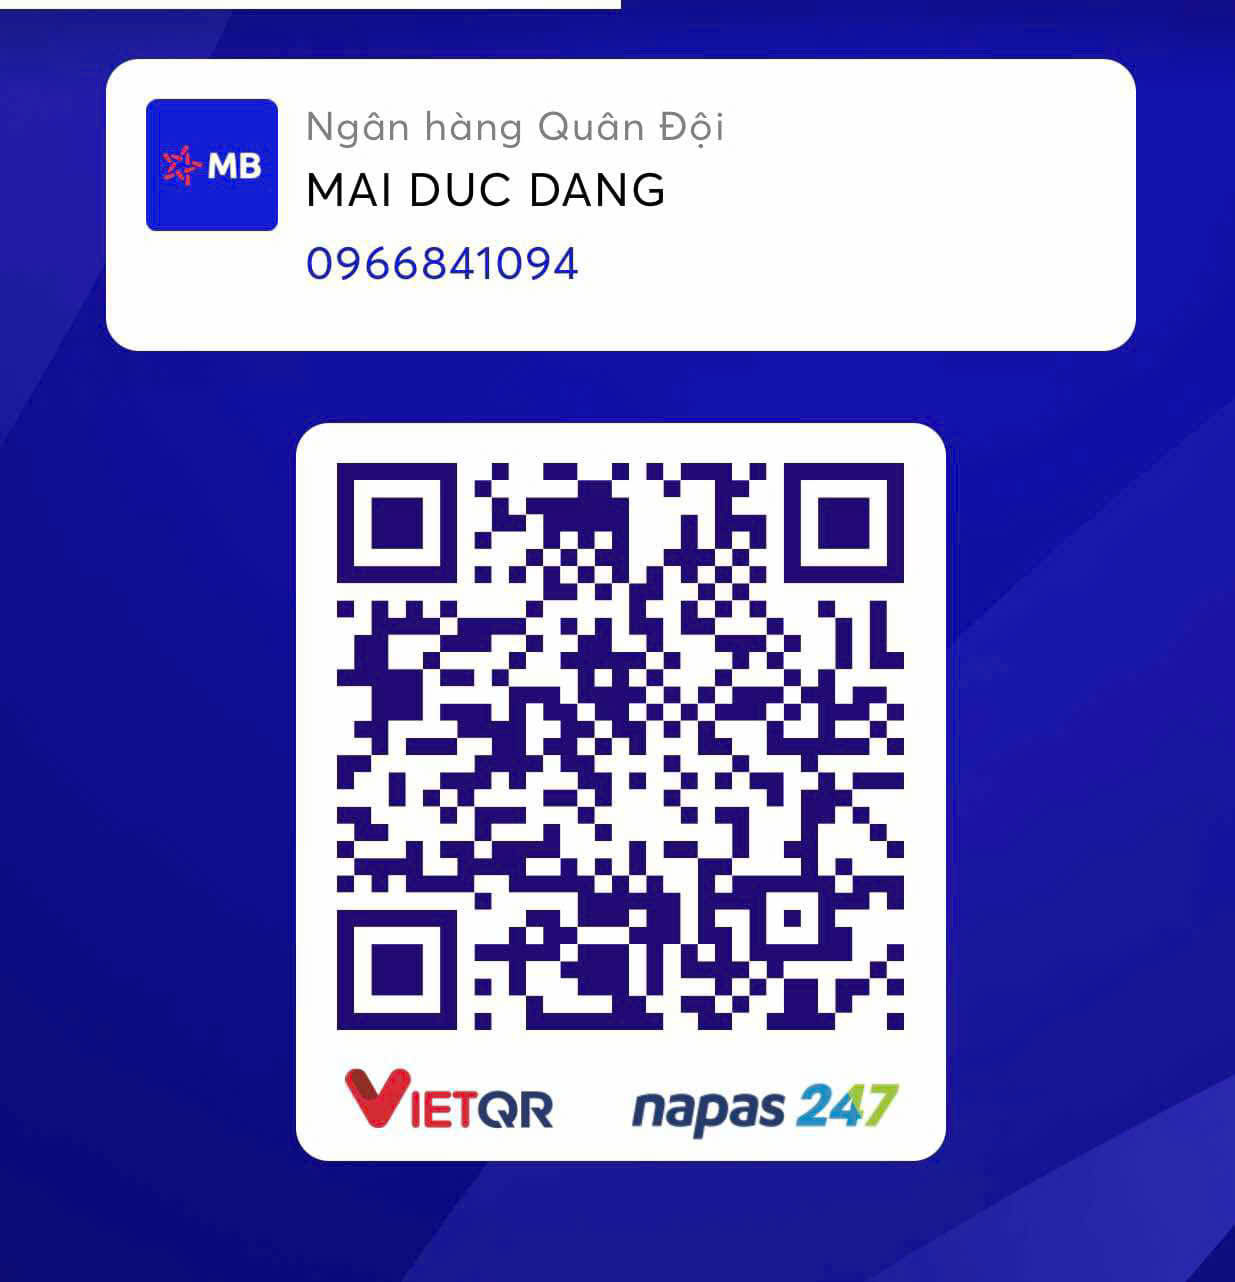 MB
Ngân hàng Quân Đội
MAI DUC DANG
0966841094
VIETQR
napas 247